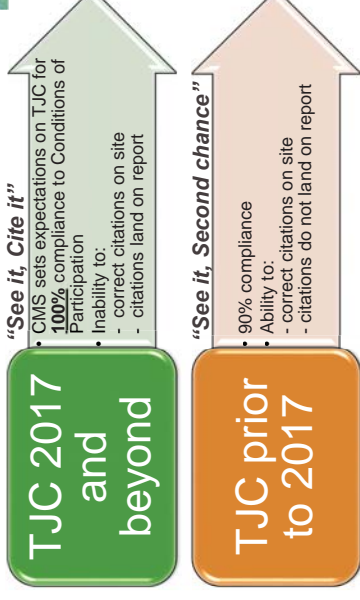 "See it, Cite it"
TJC 2017
and
beyond
• CMS sets expectations on TJC for
100% compliance to Conditions of
Participation
• Inability to:
- correct citations on site
- citations land on report
"See it, Second chance"
TJC prior
to 2017
• 90% compliance
• Ability to:
- correct citations on site
- citations do not land on report